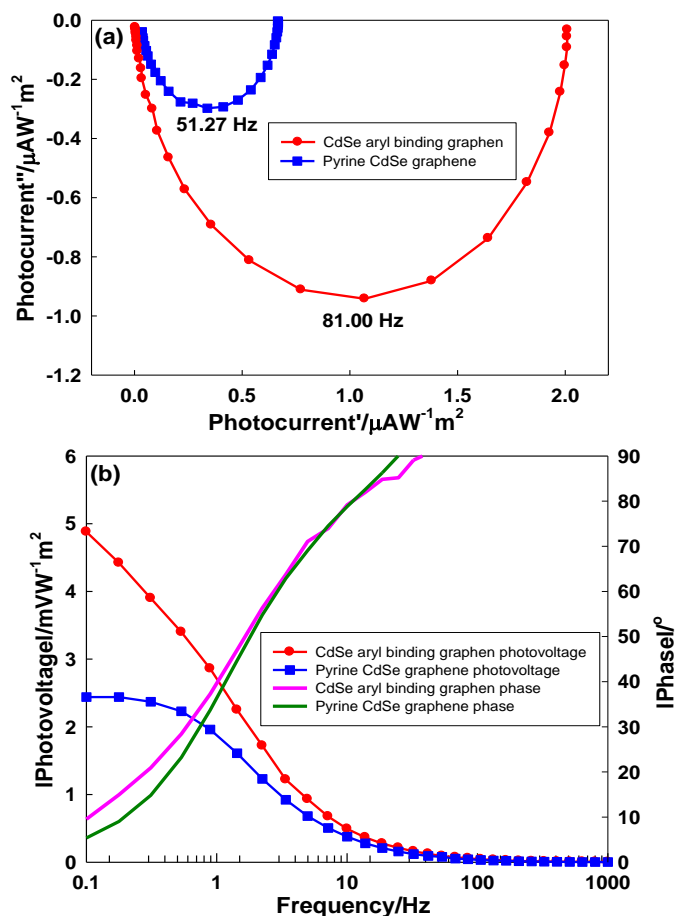 (a)
0.0
-0.2
-0.4
-0.6
-0.8
-1.0
-1.2
Photocurrent''/μAW⁻¹m²
51.27 Hz
CdSe aryl binding graphen
Pyrine CdSe graphene
81.00 Hz
0.0 0.5 1.0 1.5 2.0
Photocurrent'/μAW⁻¹m²
(b)
6
5
4
3
2
1
0
IPhotovoltageI/mVW⁻¹m²
CdSe aryl binding graphen photovoltage
Pyrine CdSe graphene photovoltage
CdSe aryl binding graphen phase
Pyrine CdSe graphene phase
90
80
70
60
50
40
30
20
10
0
IPhaseI/°
0.1 1 10 100 1000
Frequency/Hz